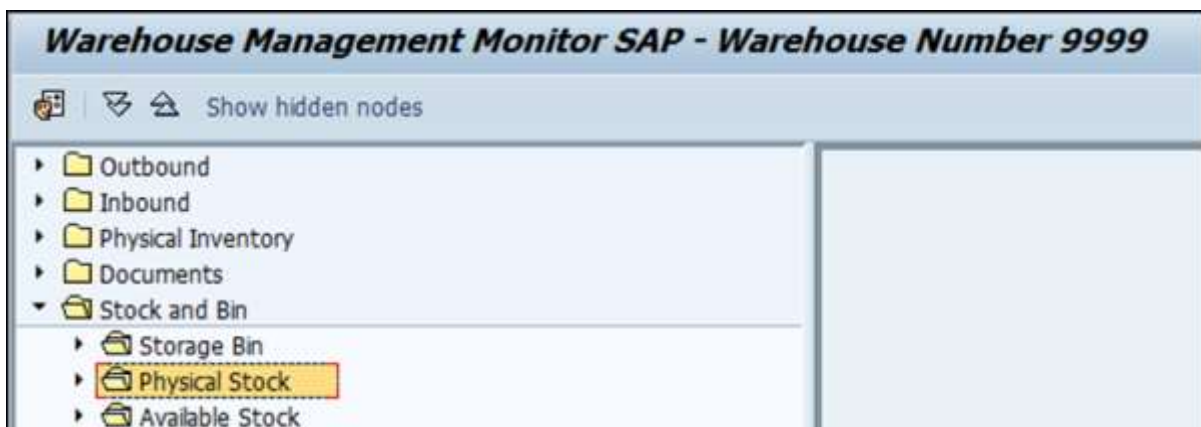 Warehouse Management Monitor SAP - Warehouse Number 9999
Show hidden nodes
Outbound
Inbound
Physical Inventory
Documents
Stock and Bin
Storage Bin
Physical Stock
Available Stock